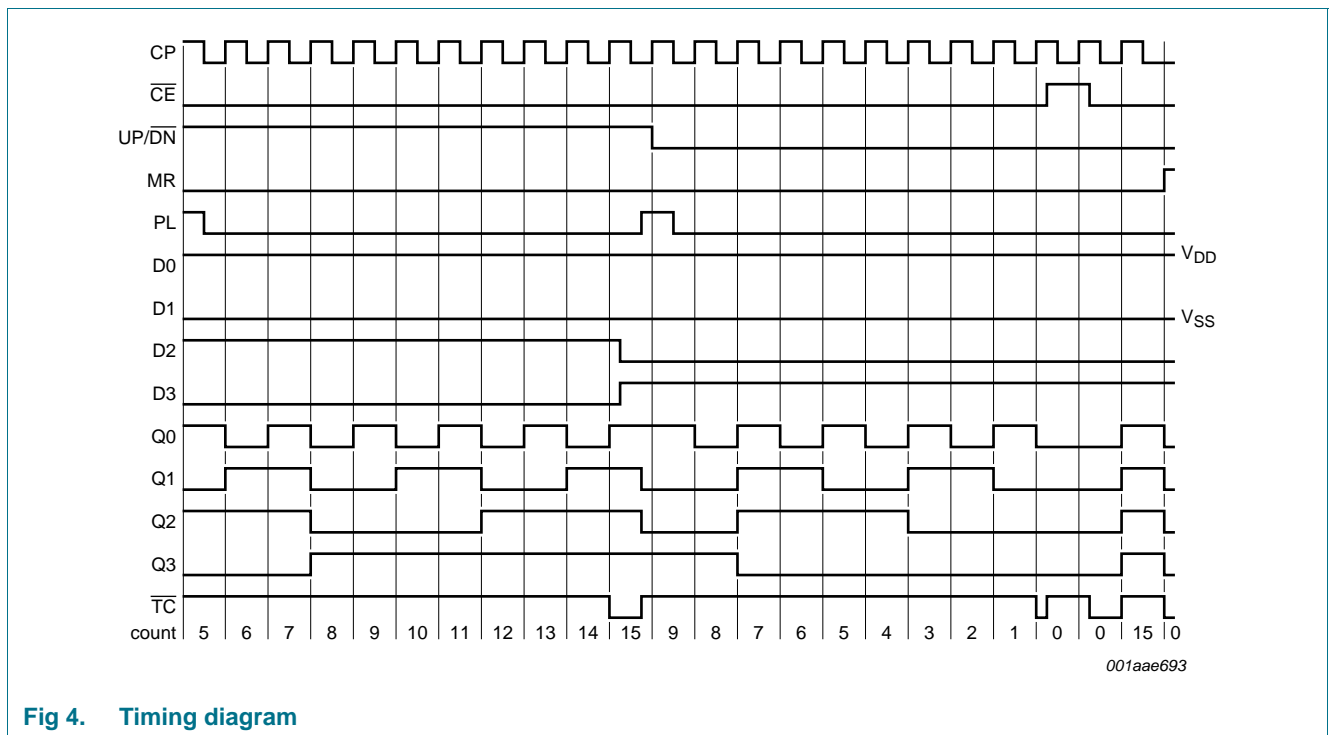 CP
CE
UP/DN
MR
PL
D0
VDD
D1
VSS
D2
D3
Q0
Q1
Q2
Q3
TC
count 5 6 7 8 9 10 11 12 13 14 15 9 8 7 6 5 4 3 2 1 0 0 15 0
001aae693
Fig 4. Timing diagram